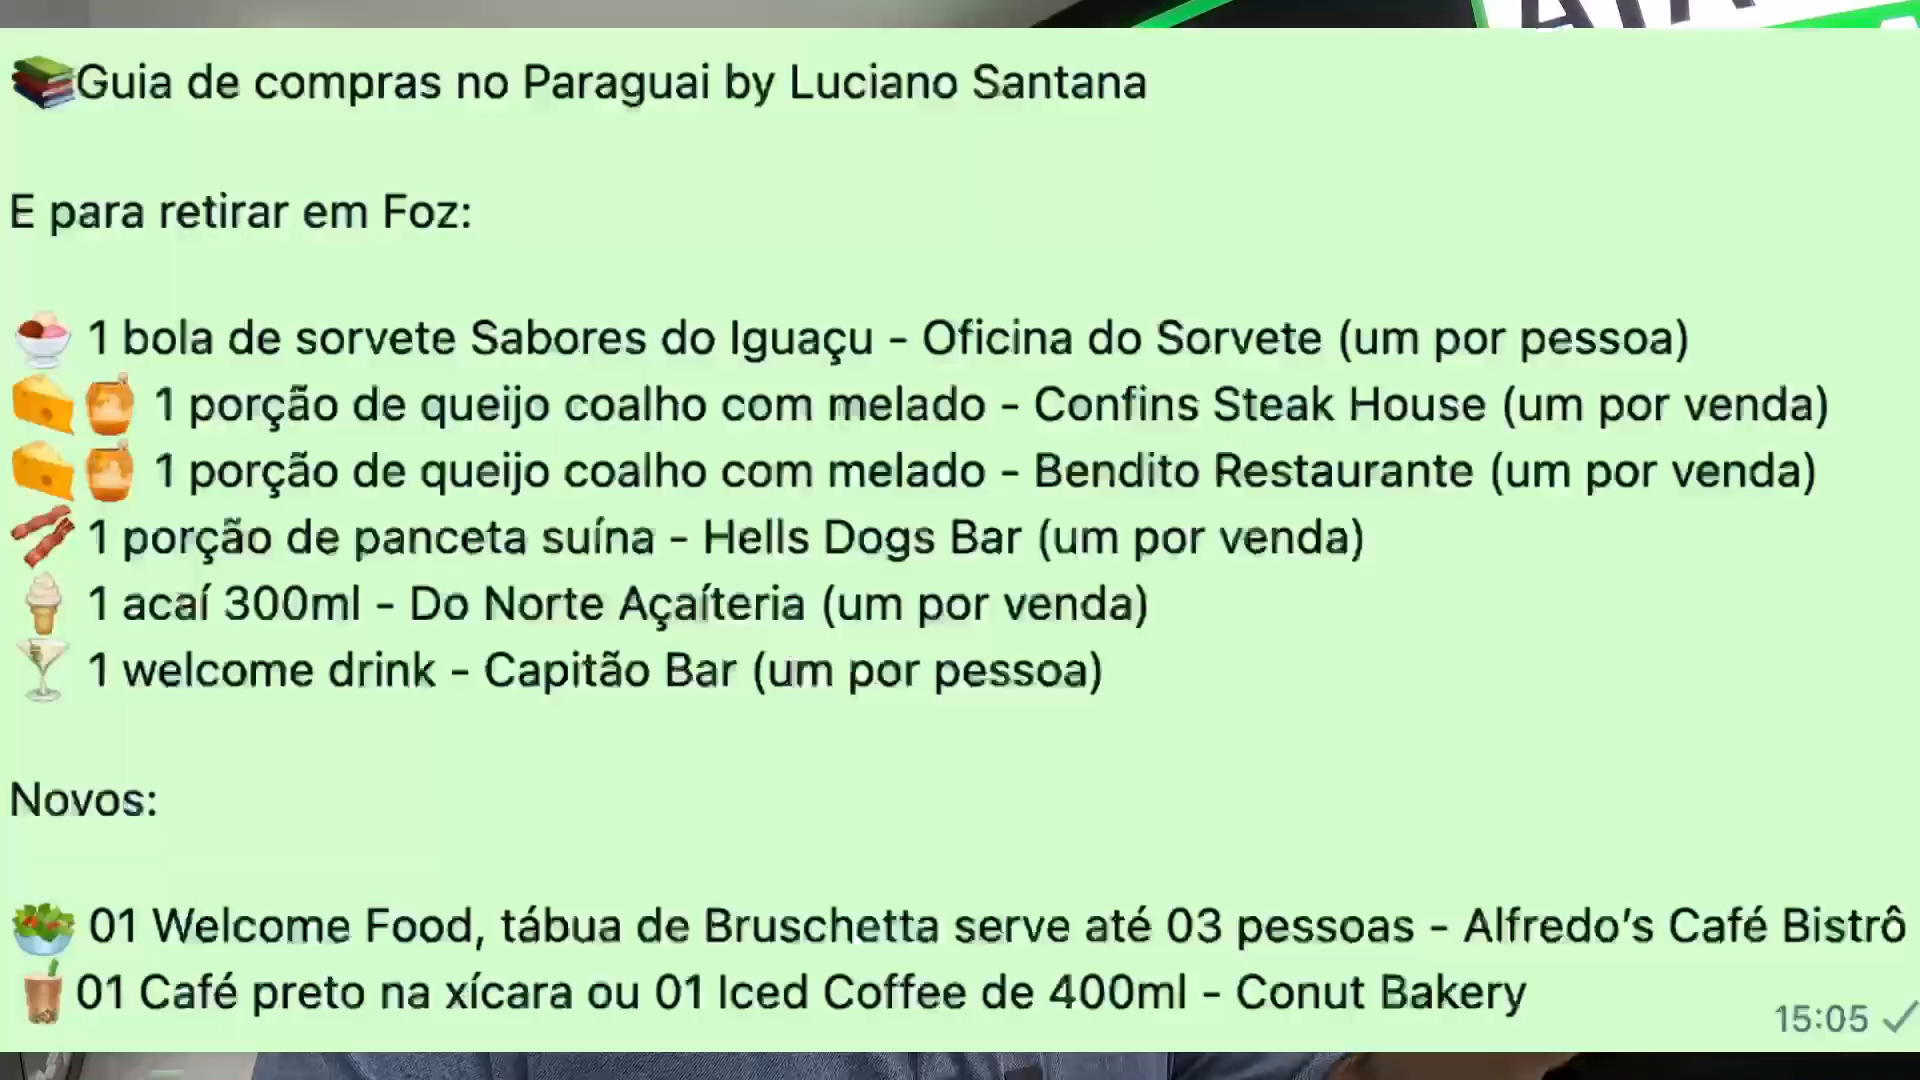 📚Guia de compras no Paraguai by Luciano Santana
E para retirar em Foz:
🍨 1 bola de sorvete Sabores do Iguaçu - Oficina do Sorvete (um por pessoa)
🧀🍯 1 porção de queijo coalho com melado - Confins Steak House (um por venda)
🧀🍯 1 porção de queijo coalho com melado - Bendito Restaurante (um por venda)
🥓 1 porção de panceta suína - Hells Dogs Bar (um por venda)
🍦 1 acaí 300ml - Do Norte Açaíteria (um por venda)
🍸 1 welcome drink - Capitão Bar (um por pessoa)
Novos:
🥗 01 Welcome Food, tábua de Bruschetta serve até 03 pessoas - Alfredo’s Café Bistrô
🧋01 Café preto na xícara ou 01 Iced Coffee de 400ml - Conut Bakery
15:05